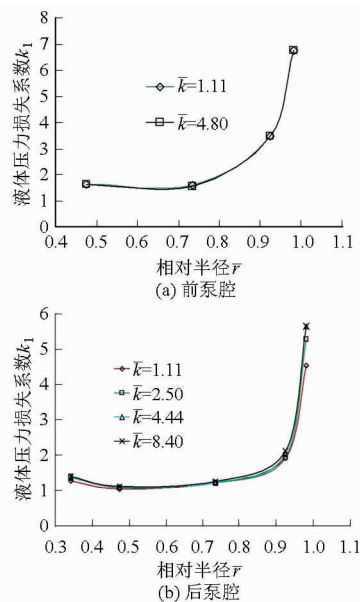 液体压力损失系数k₁
8
7
6
5
4
3
2
1
0
k̄=1.11
k̄=4.80
0.4 0.5 0.6 0.7 0.8 0.9 1.0 1.1
相对半径r̄
(a) 前泵腔
液体压力损失系数k₁
6
5
4
3
2
1
0
k̄=1.11
k̄=2.50
k̄=4.44
k̄=8.40
0.3 0.4 0.5 0.6 0.7 0.8 0.9 1.0 1.1
相对半径r̄
(b) 后泵腔